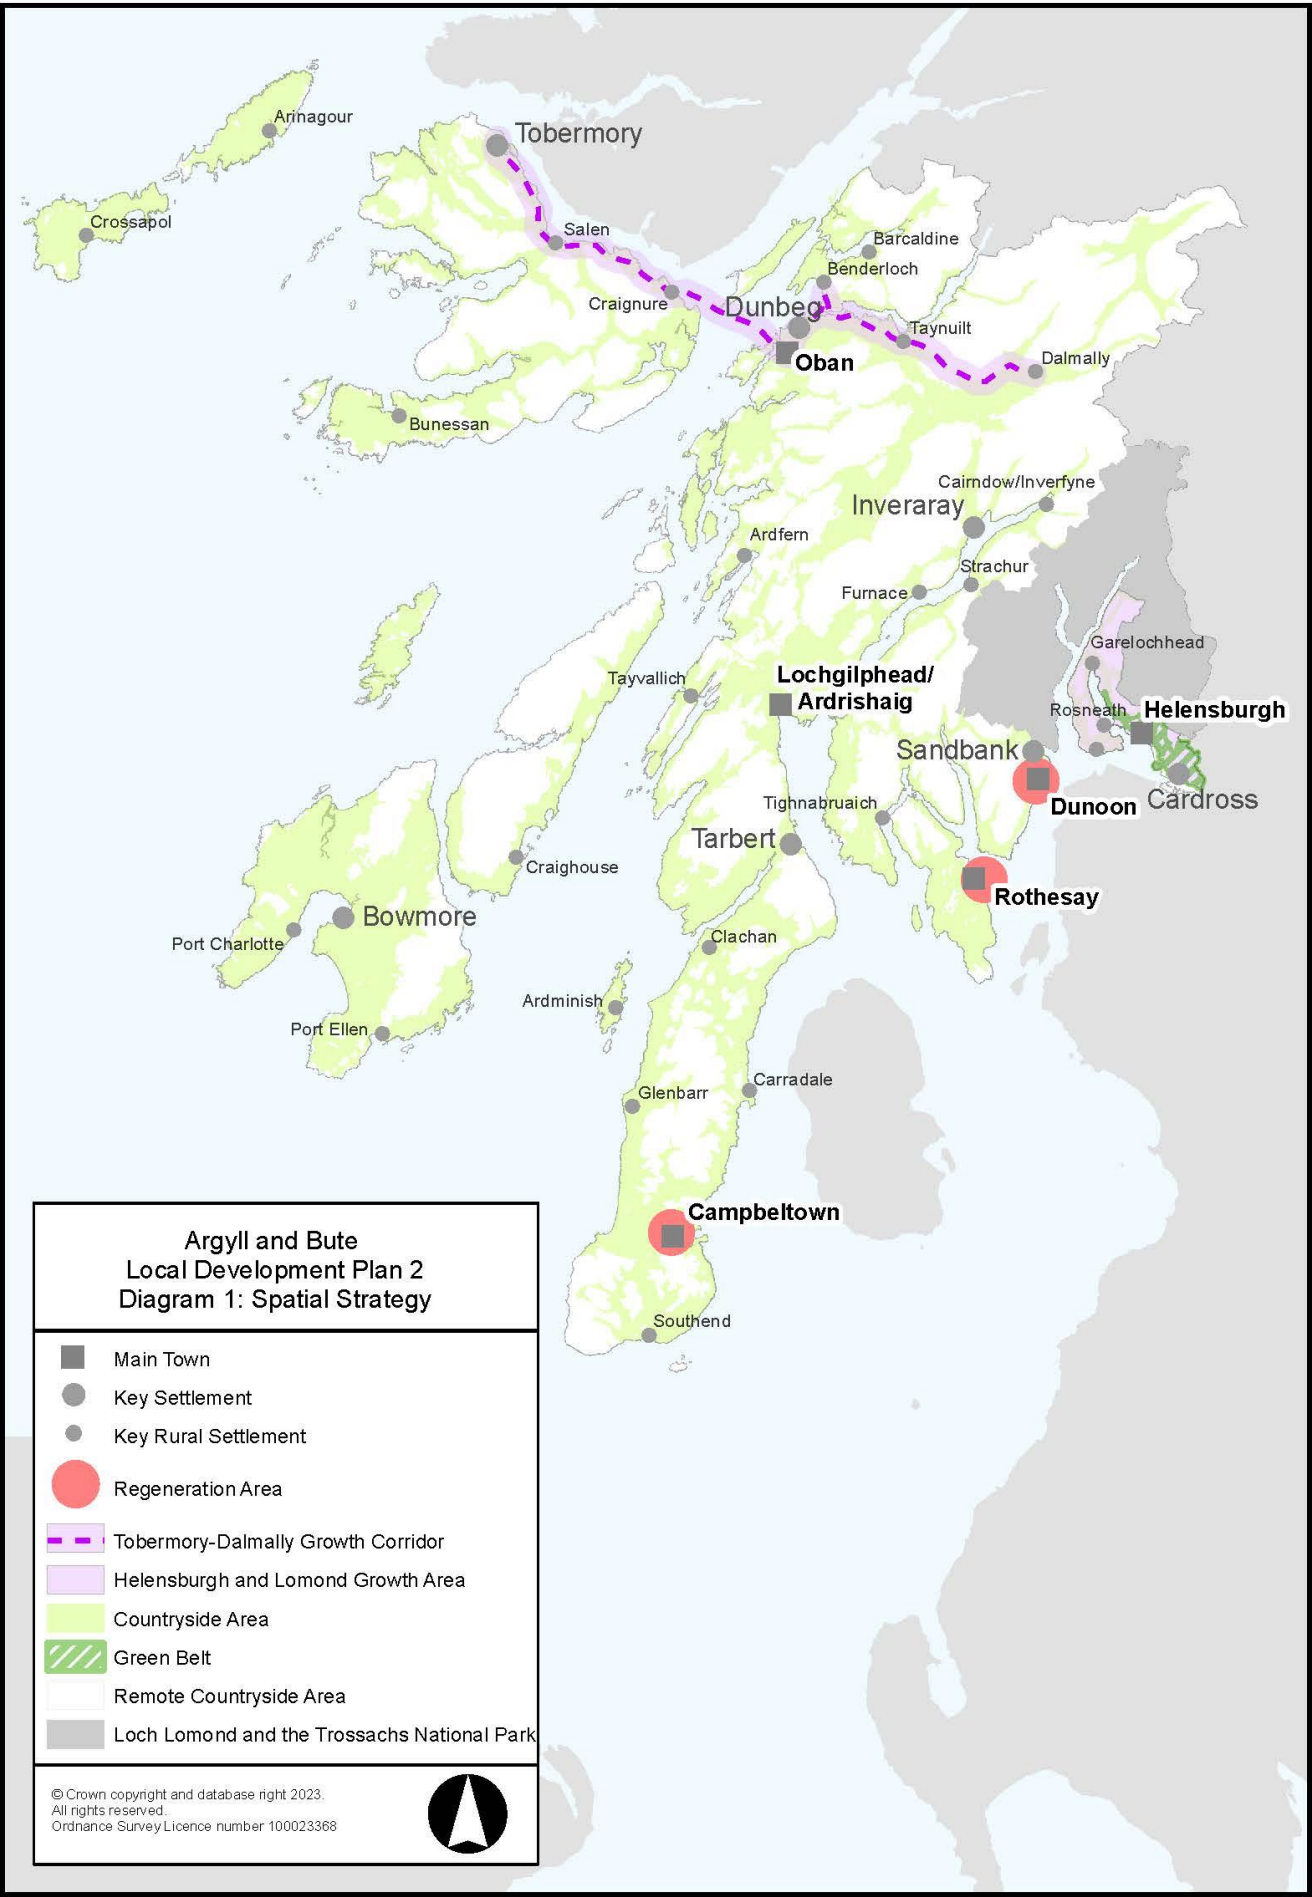 Arinagour
Tobermory
Crossapol
Salen
Barcaldine
Benderloch
Craignure
Dunbeg
Taynuilt
Oban
Dalmally
Bunessan
Cairndow/Inverfyne
Inveraray
Ardfern
Strachur
Furnace
Garelochhead
Tayvallich
Lochgilphead/
Ardrishaig
Rosneath
Helensburgh
Sandbank
Tighnabruaich
Dunoon
Cardross
Tarbert
Craighouse
Rothesay
Bowmore
Port Charlotte
Clachan
Ardminish
Port Ellen
Carradale
Glenbarr
Campbeltown
Southend
Argyll and Bute
Local Development Plan 2
Diagram 1: Spatial Strategy
Main Town
Key Settlement
Key Rural Settlement
Regeneration Area
Tobermory-Dalmally Growth Corridor
Helensburgh and Lomond Growth Area
Countryside Area
Green Belt
Remote Countryside Area
Loch Lomond and the Trossachs National Park
© Crown copyright and database right 2023.
All rights reserved.
Ordnance Survey Licence number 100023368